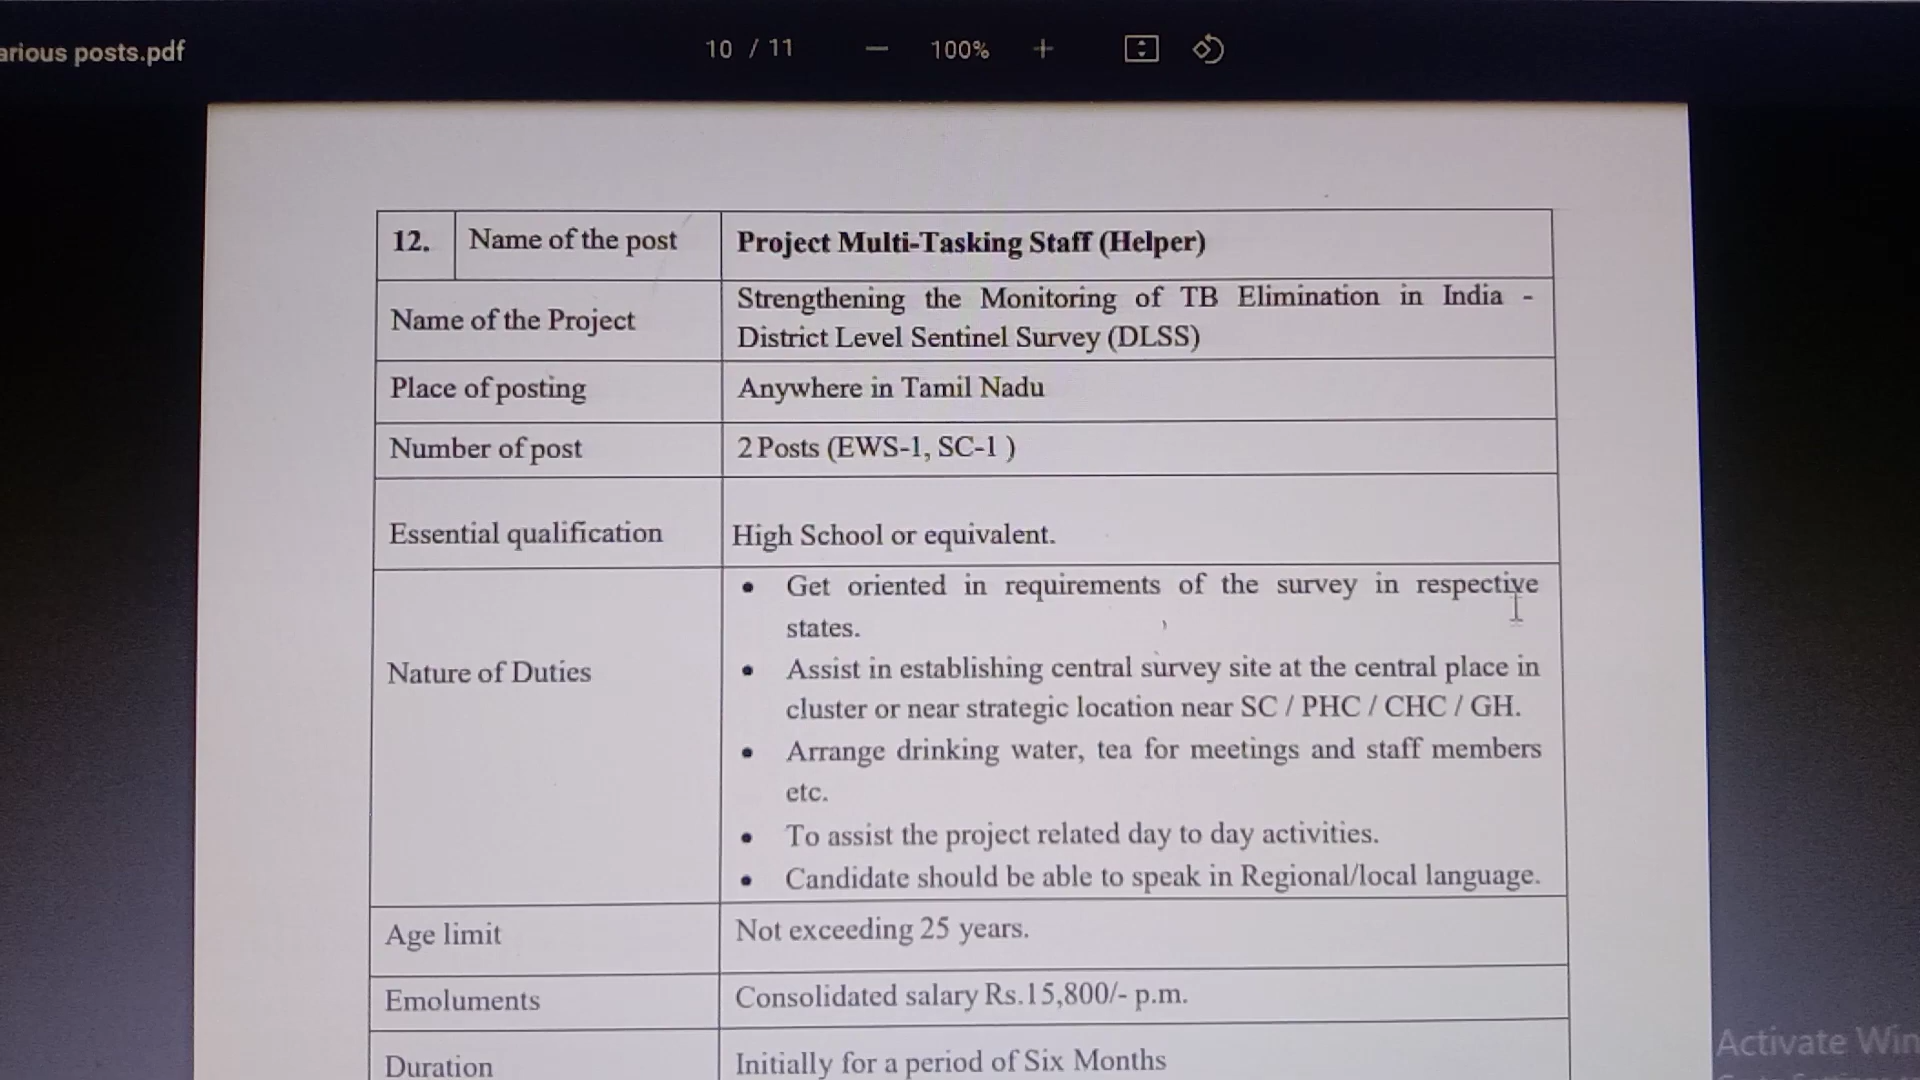 arious posts.pdf
10 / 11
100%
12.
Name of the post
Project Multi-Tasking Staff (Helper)
Name of the Project
Strengthening the Monitoring of TB Elimination in India -
District Level Sentinel Survey (DLSS)
Place of posting
Anywhere in Tamil Nadu
Number of post
2 Posts (EWS-1, SC-1 )
Essential qualification
High School or equivalent.
Nature of Duties
• Get oriented in requirements of the survey in respective
states.
• Assist in establishing central survey site at the central place in
cluster or near strategic location near SC / PHC / CHC / GH.
• Arrange drinking water, tea for meetings and staff members
etc.
• To assist the project related day to day activities.
• Candidate should be able to speak in Regional/local language.
Age limit
Not exceeding 25 years.
Emoluments
Consolidated salary Rs.15,800/- p.m.
Duration
Initially for a period of Six Months
Activate Win